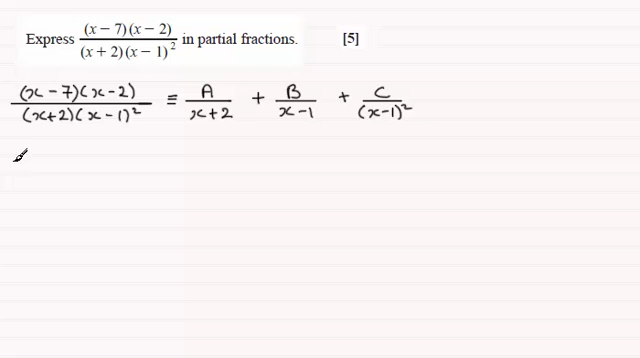 Express (x − 7)(x − 2) / (x + 2)(x − 1)² in partial fractions. [5]
(x − 7)(x − 2) / (x+2)(x − 1)² ≡ A / x+2 + B / x−1 + C / (x−1)²